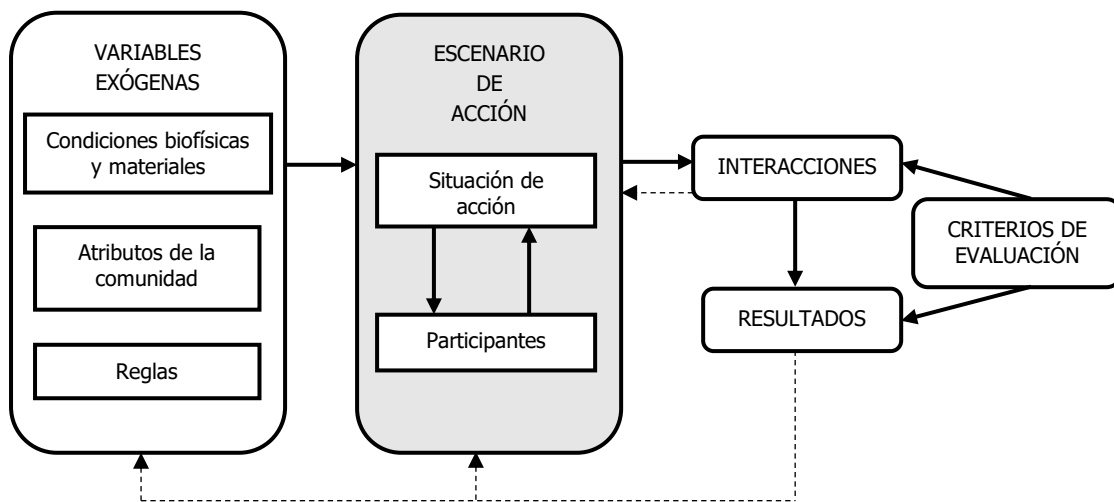 VARIABLES
EXÓGENAS
Condiciones biofísicas
y materiales
Atributos de la
comunidad
Reglas
ESCENARIO
DE
ACCIÓN
Situación de
acción
Participantes
INTERACCIONES
RESULTADOS
CRITERIOS DE
EVALUACIÓN